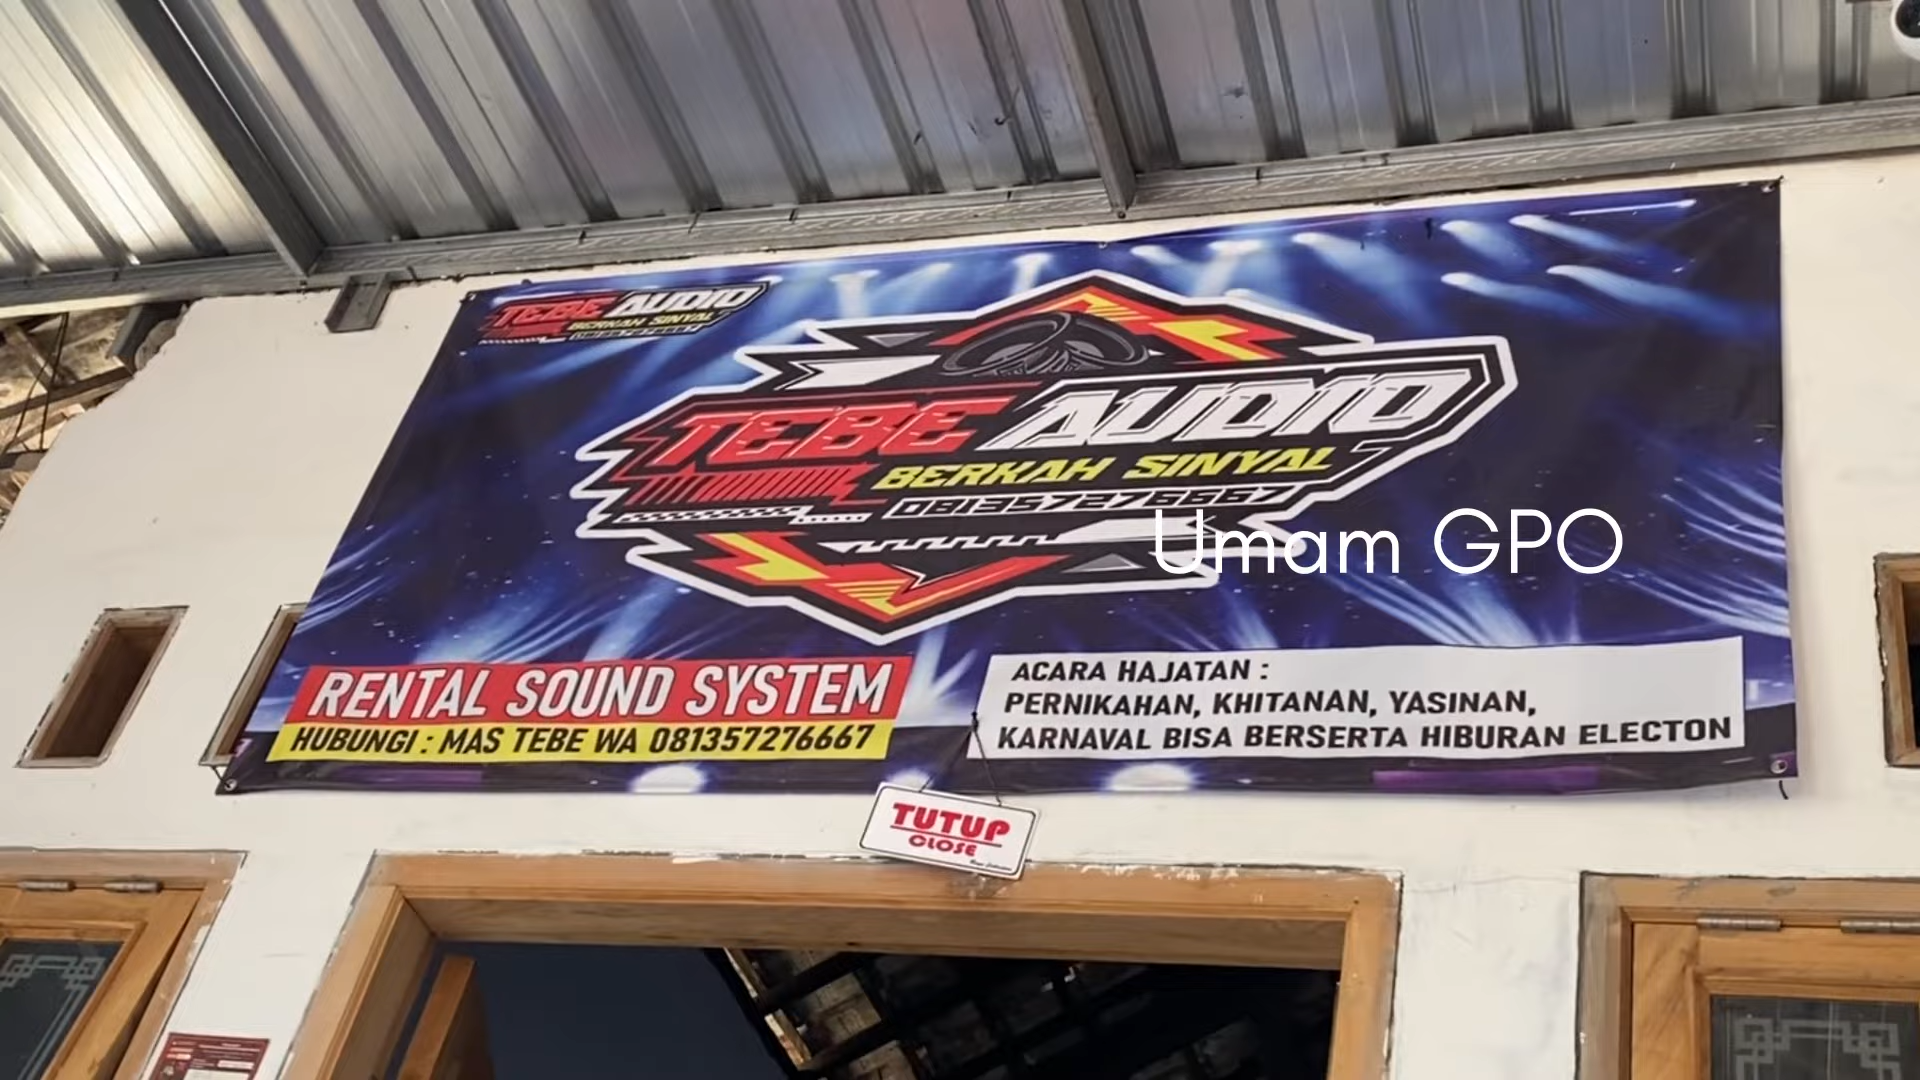 TEBE AUDIO
BERKAH SINYAL
TEBE AUDIO
BERKAH SINYAL
081357276667
Umam GPO
RENTAL SOUND SYSTEM
HUBUNGI : MAS TEBE WA 081357276667
ACARA HAJATAN :
PERNIKAHAN, KHITANAN, YASINAN,
KARNAVAL BISA BERSERTA HIBURAN ELECTON
TUTUP
CLOSE